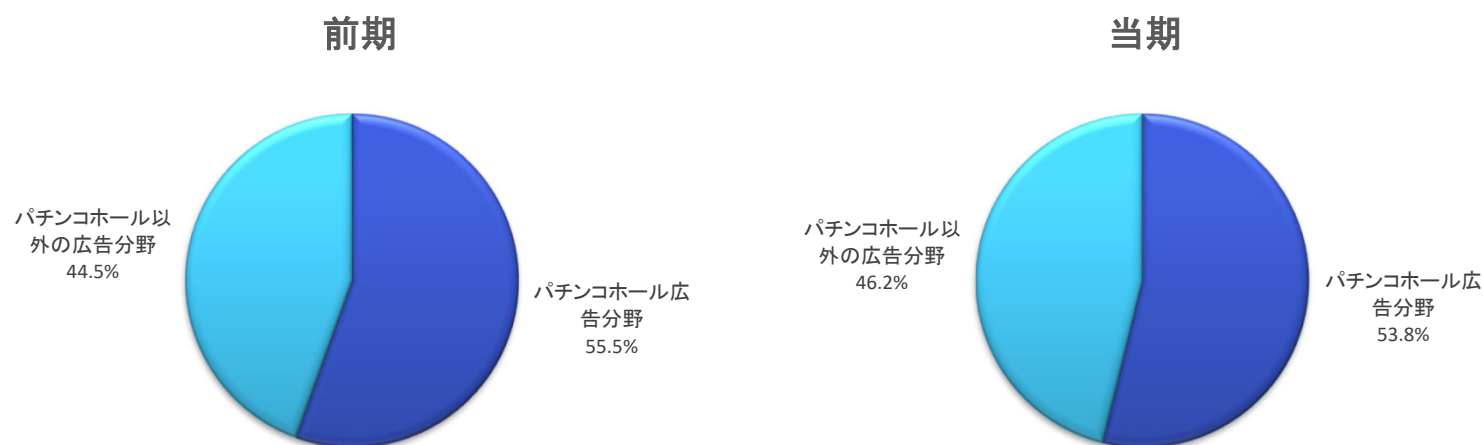 前期
パチンコホール以
外の広告分野
44.5%
パチンコホール広
告分野
55.5%
当期
パチンコホール以
外の広告分野
46.2%
パチンコホール広
告分野
53.8%